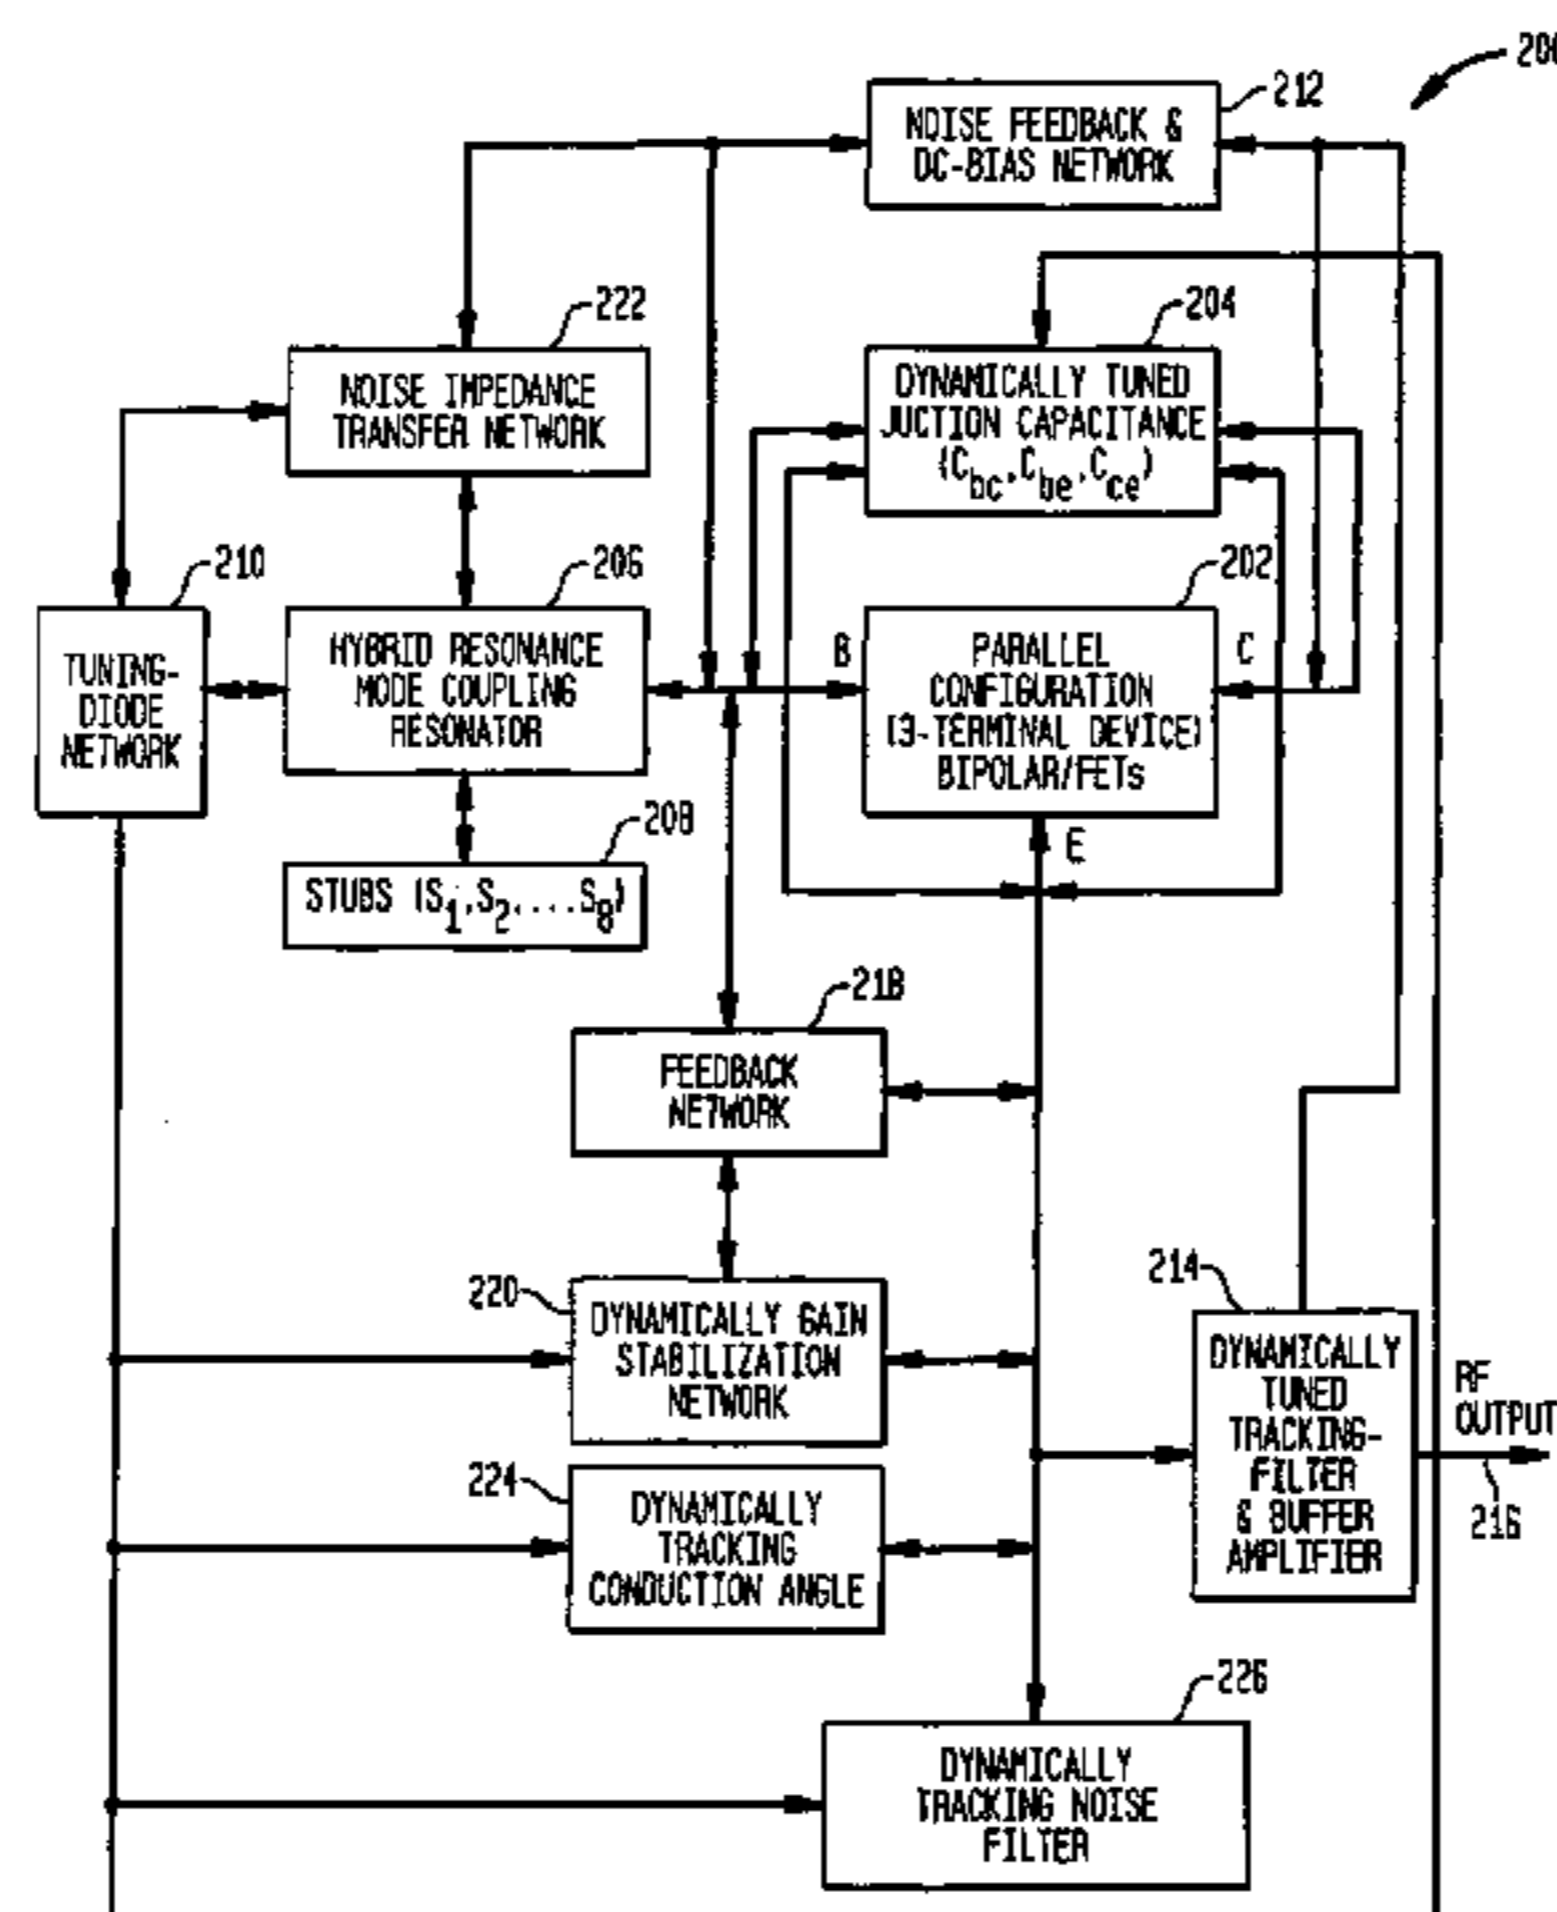 200
212
NOISE FEEDBACK &
DC-BIAS NETWORK
222
204
NOISE IMPEDANCE
TRANSFER NETWORK
DYNAMICALLY TUNED
JUCTION CAPACITANCE
(Cbc,Cbe,Cce)
210
206
202
TUNING-
DIODE
NETWORK
HYBRID RESONANCE
MODE COUPLING
RESONATOR
B
PARALLEL
CONFIGURATION
(3-TERMINAL DEVICE)
BIPOLAR/FETs
C
208
E
STUBS (S1,S2,....S8)
218
FEEDBACK
NETWORK
220
DYNAMICALLY GAIN
STABILIZATION
NETWORK
214
DYNAMICALLY
TUNED
TRACKING-
FILTER
& BUFFER
AMPLIFIER
RF
OUTPUT
216
224
DYNAMICALLY
TRACKING
CONDUCTION ANGLE
226
DYNAMICALLY
TRACKING NOISE
FILTER